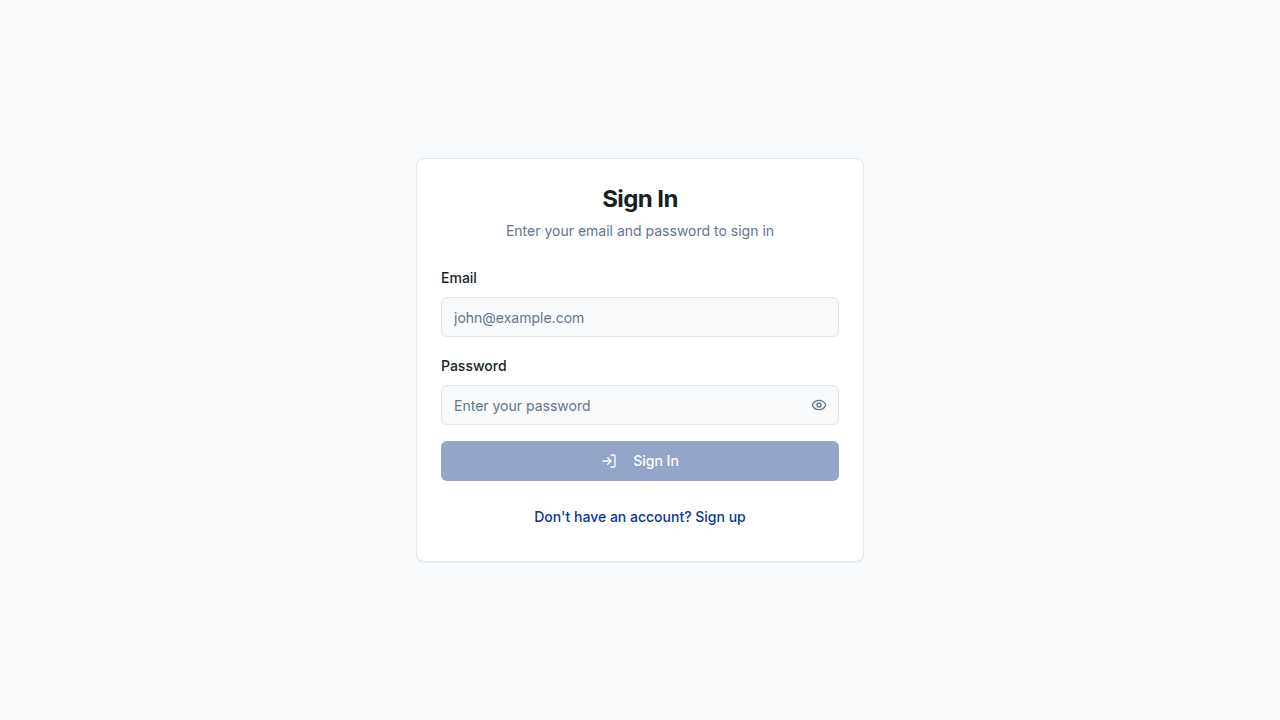 Sign In
Enter your email and password to sign in
Email
john@example.com
Password
Enter your password
Sign In
Don't have an account? Sign up